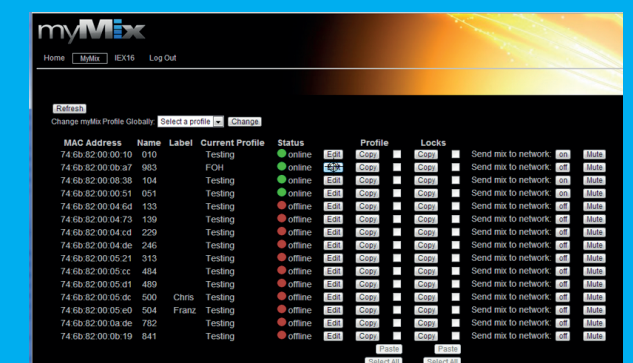 myMix
Home MyMix IEX16 Log Out
Refresh
Change myMix Profile Globally: Select a profile Change
MAC Address Name Label Current Profile Status Profile Locks
74:6b:82:00:00:10 010 Testing online Edit Copy Copy Send mix to network: on Mute
74:6b:82:00:0b:a7 983 FOH online Edit Copy Copy Send mix to network: off Mute
74:6b:82:00:08:38 104 Testing online Edit Copy Copy Send mix to network: on Mute
74:6b:82:00:00:51 051 Testing online Edit Copy Copy Send mix to network: on Mute
74:6b:82:00:04:6d 133 Testing offline Edit Copy Copy Send mix to network: off Mute
74:6b:82:00:04:73 139 Testing offline Edit Copy Copy Send mix to network: off Mute
74:6b:82:00:04:cd 229 Testing offline Edit Copy Copy Send mix to network: off Mute
74:6b:82:00:04:de 246 Testing offline Edit Copy Copy Send mix to network: off Mute
74:6b:82:00:05:21 313 Testing offline Edit Copy Copy Send mix to network: off Mute
74:6b:82:00:05:cc 484 Testing offline Edit Copy Copy Send mix to network: off Mute
74:6b:82:00:05:d1 489 Testing offline Edit Copy Copy Send mix to network: off Mute
74:6b:82:00:05:dc 500 Chris Testing offline Edit Copy Copy Send mix to network: off Mute
74:6b:82:00:05:e0 504 Franz Testing offline Edit Copy Copy Send mix to network: off Mute
74:6b:82:00:0a:de 782 Testing offline Edit Copy Copy Send mix to network: off Mute
74:6b:82:00:0b:19 841 Testing offline Edit Copy Copy Send mix to network: off Mute
Paste Paste
Select All Select All